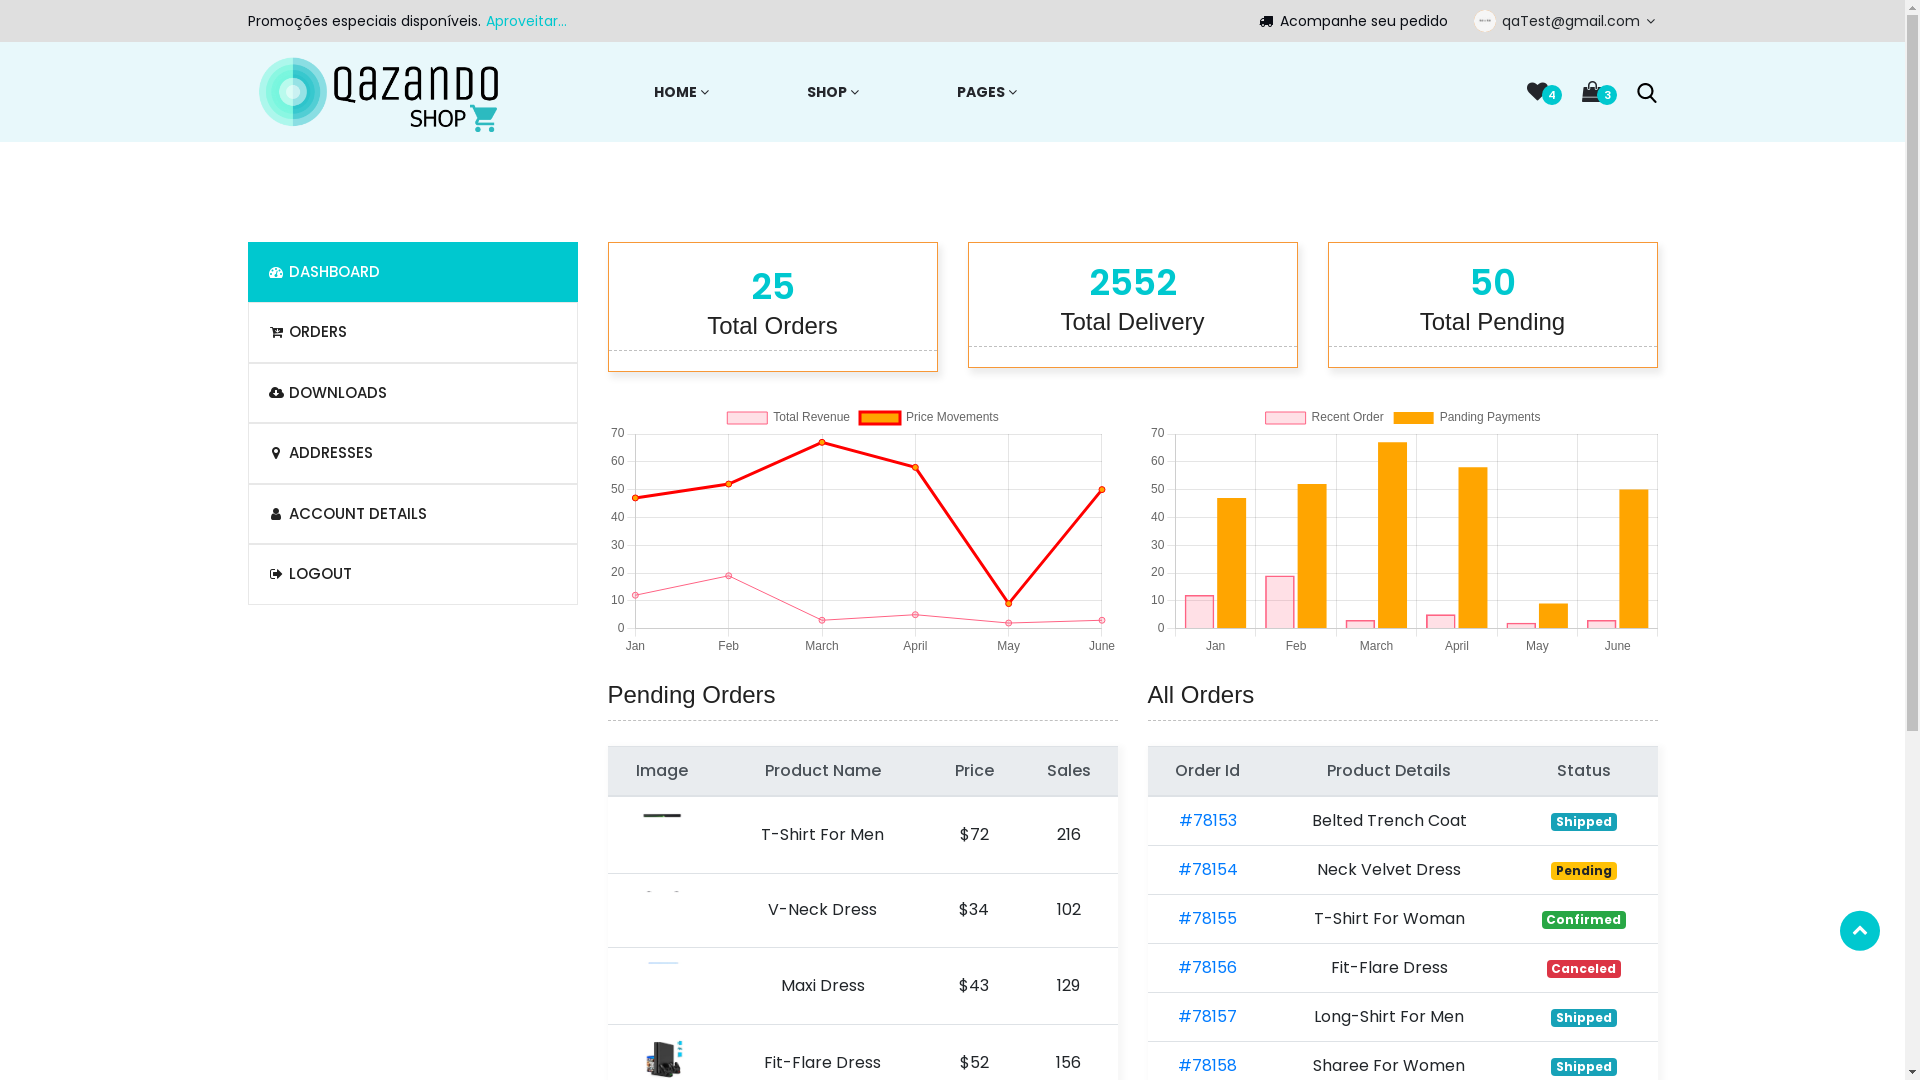 Promoções especiais disponíveis. Aproveitar...
Acompanhe seu pedido
qaTest@gmail.com
QAZANDO
SHOP
HOME
SHOP
PAGES
4
3
DASHBOARD
ORDERS
DOWNLOADS
ADDRESSES
ACCOUNT DETAILS
LOGOUT
25
Total Orders
2552
Total Delivery
50
Total Pending
Total Revenue Price Movements
70
60
50
40
30
20
10
0
Jan Feb March April May June
Recent Order Panding Payments
70
60
50
40
30
20
10
0
Jan Feb March April May June
Pending Orders
Image Product Name Price Sales
T-Shirt For Men $72 216
V-Neck Dress $34 102
Maxi Dress $43 129
Fit-Flare Dress $52 156
All Orders
Order Id Product Details Status
#78153 Belted Trench Coat Shipped
#78154 Neck Velvet Dress Pending
#78155 T-Shirt For Woman Confirmed
#78156 Fit-Flare Dress Canceled
#78157 Long-Shirt For Men Shipped
#78158 Sharee For Women Shipped